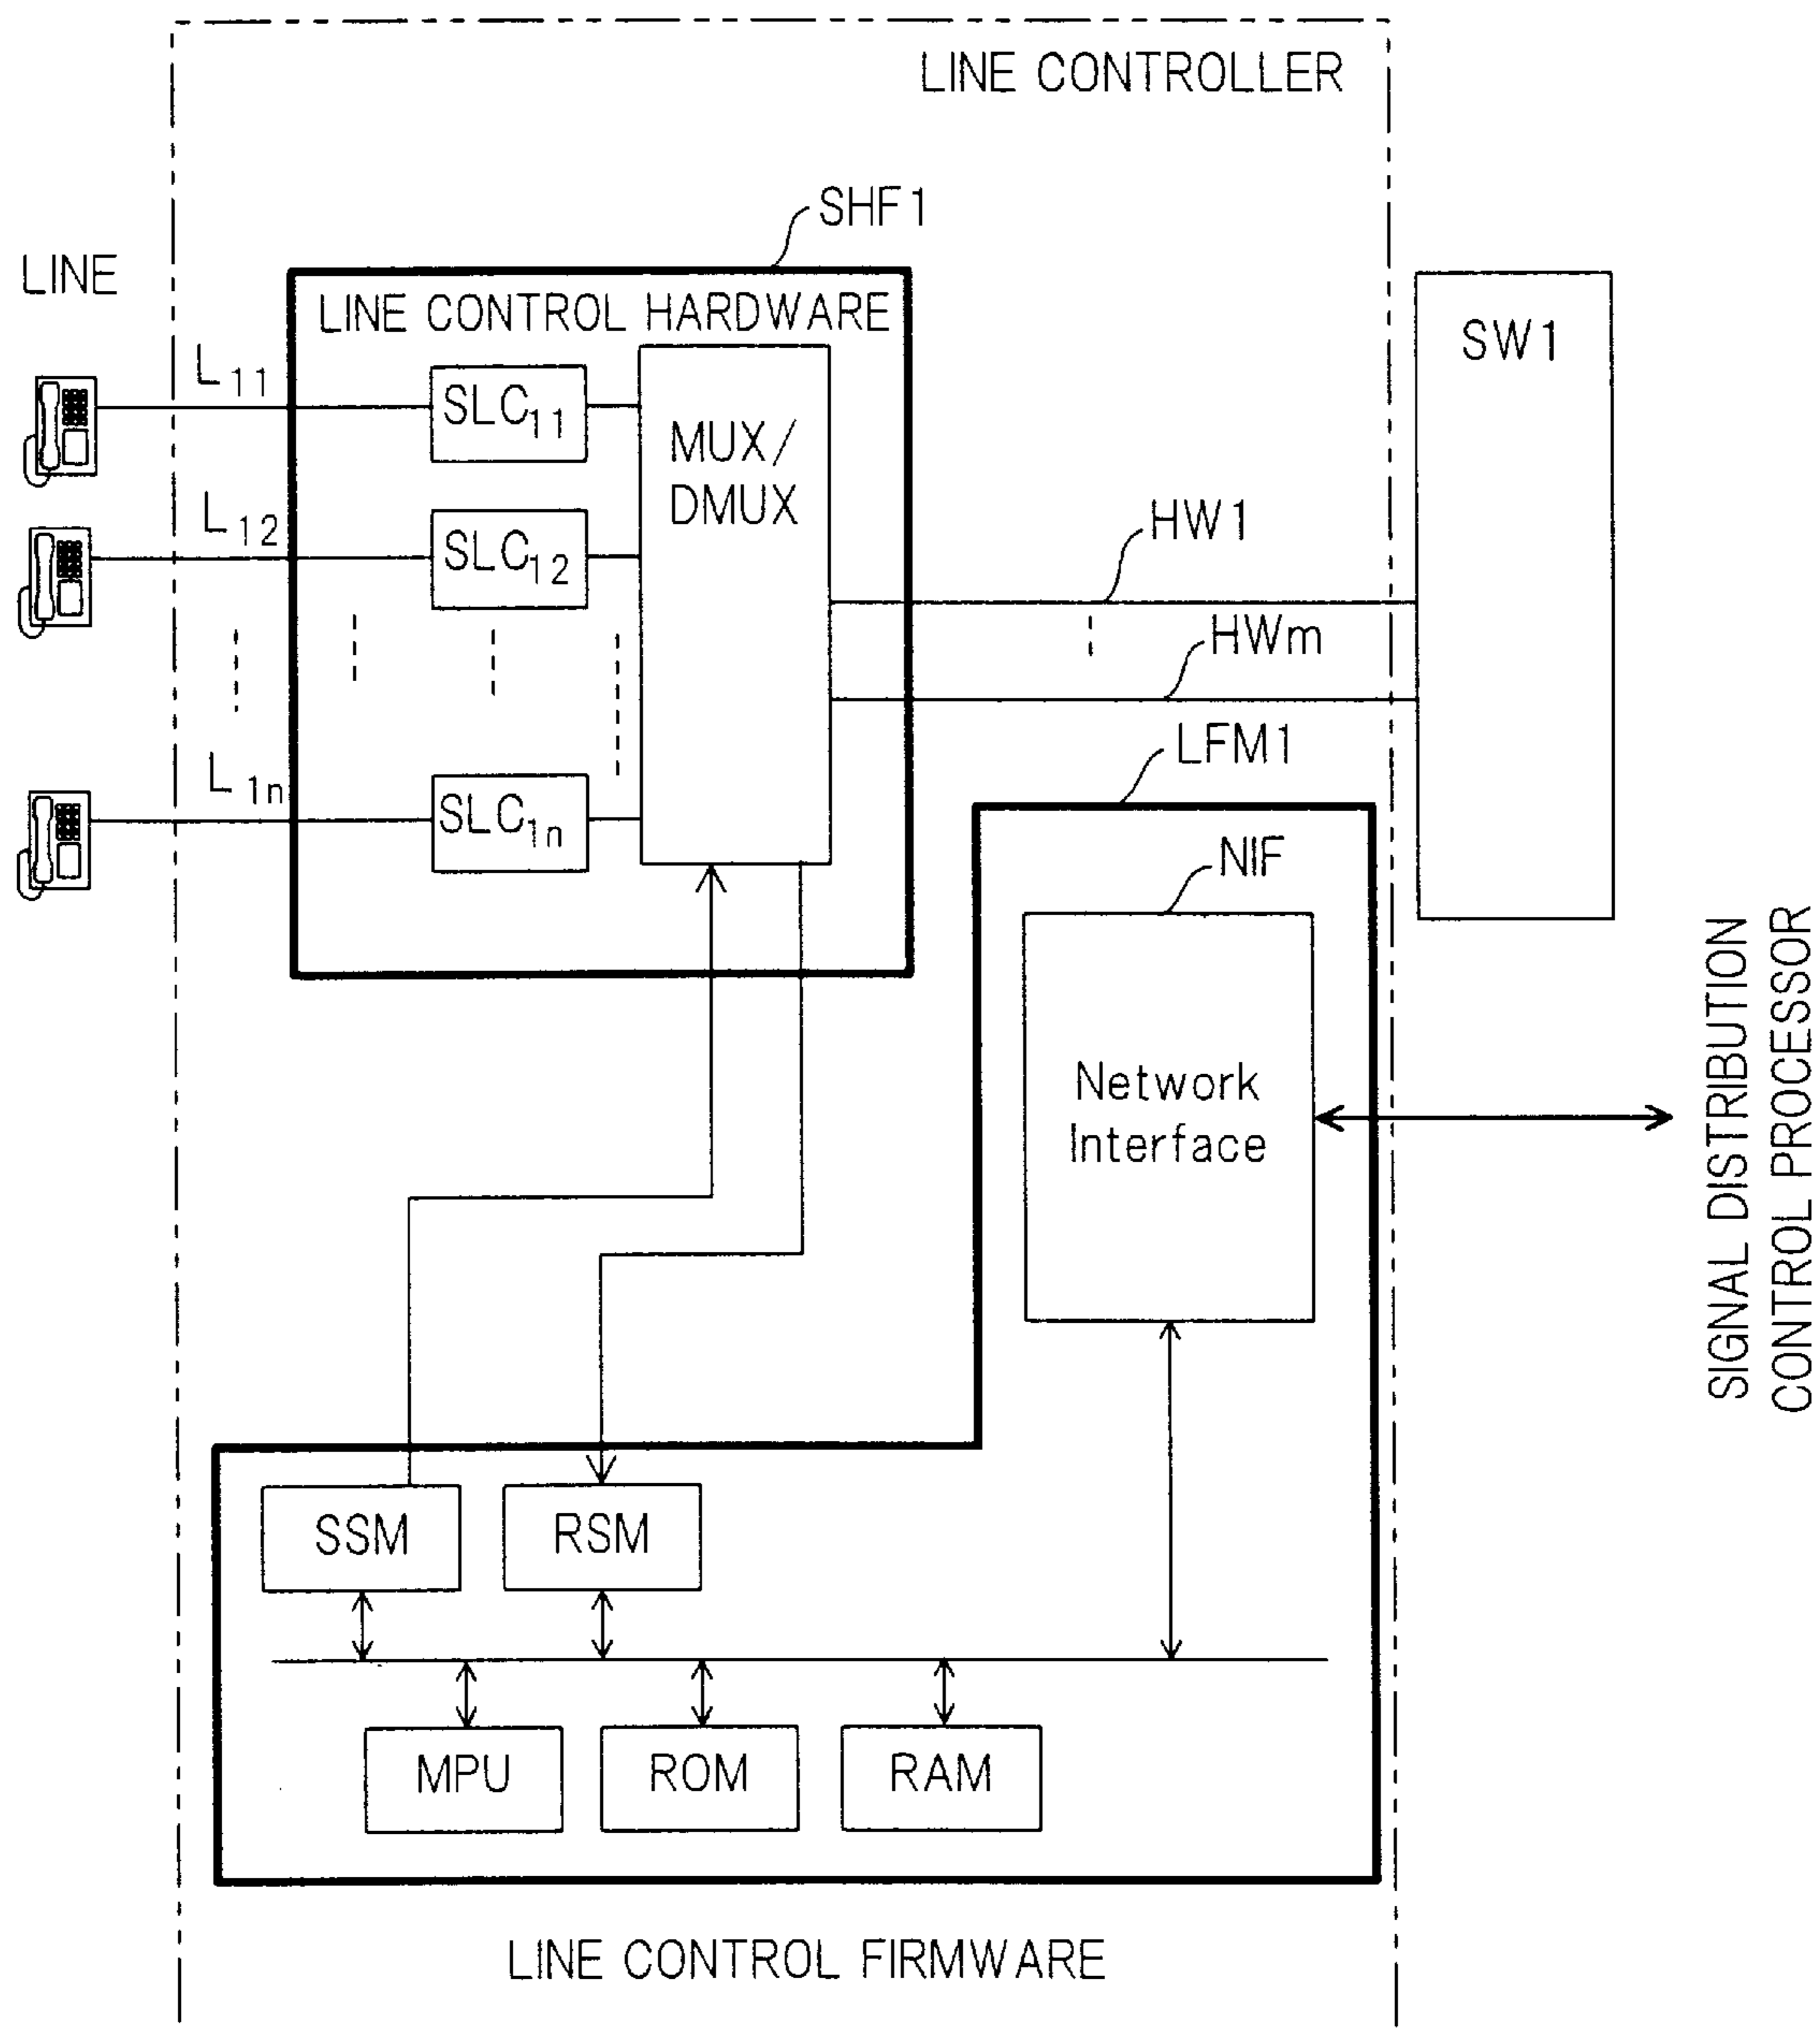 LINE CONTROLLER
SHF1
LINE
LINE CONTROL HARDWARE
SW1
L11
SLC11
MUX/
DMUX
L12
SLC12
HW1
HWm
L1n
SLC1n
LFM1
NIF
Network
Interface
SIGNAL DISTRIBUTION
CONTROL PROCESSOR
SSM
RSM
MPU
ROM
RAM
LINE CONTROL FIRMWARE